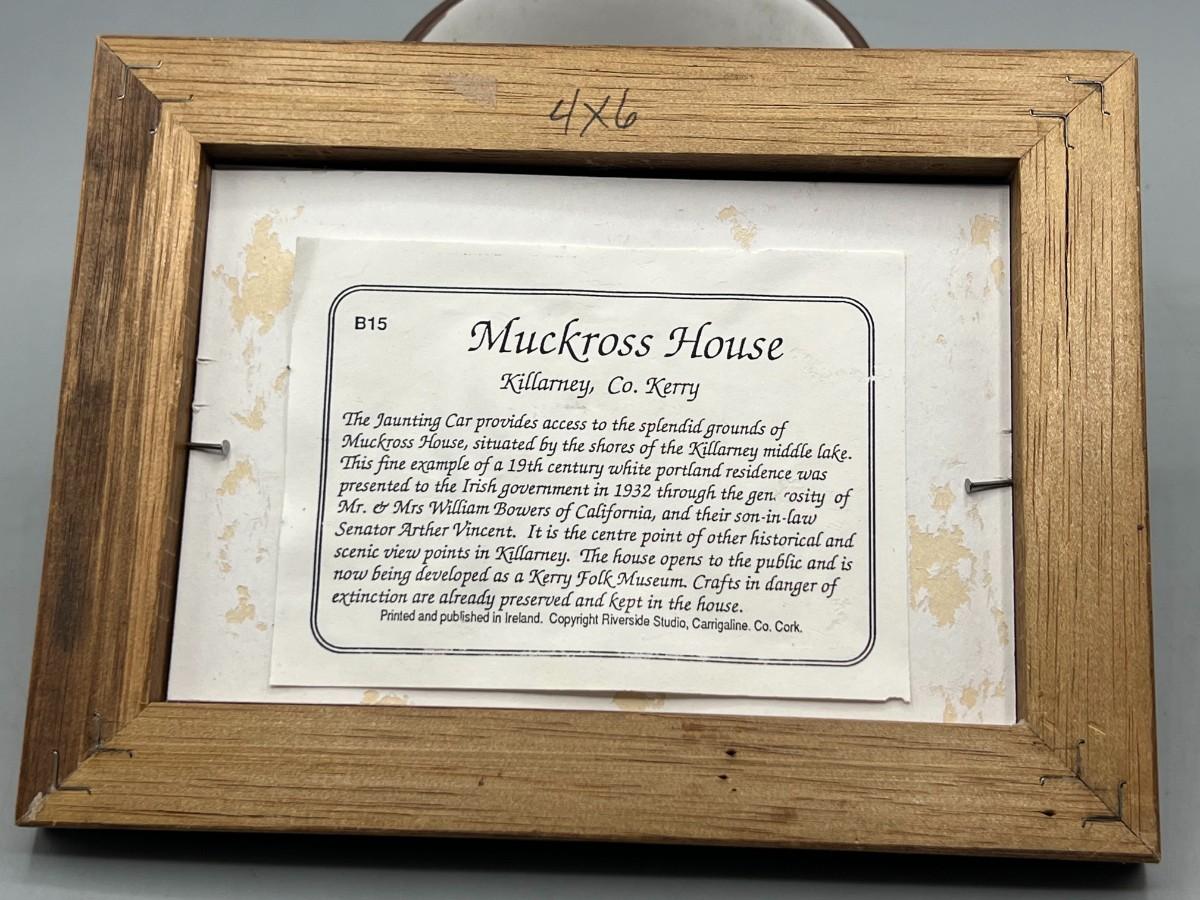 4X6
B15
Muckross House
Killarney, Co. Kerry
The Jaunting Car provides access to the splendid grounds of
Muckross House, situated by the shores of the Killarney middle lake.
This fine example of a 19th century white portland residence was
presented to the Irish government in 1932 through the gen rosity of
Mr. & Mrs William Bowers of California, and their son-in-law
Senator Arther Vincent. It is the centre point of other historical and
scenic view points in Killarney. The house opens to the public and is
now being developed as a Kerry Folk Museum. Crafts in danger of
extinction are already preserved and kept in the house.
Printed and published in Ireland. Copyright Riverside Studio, Carrigaline. Co. Cork.